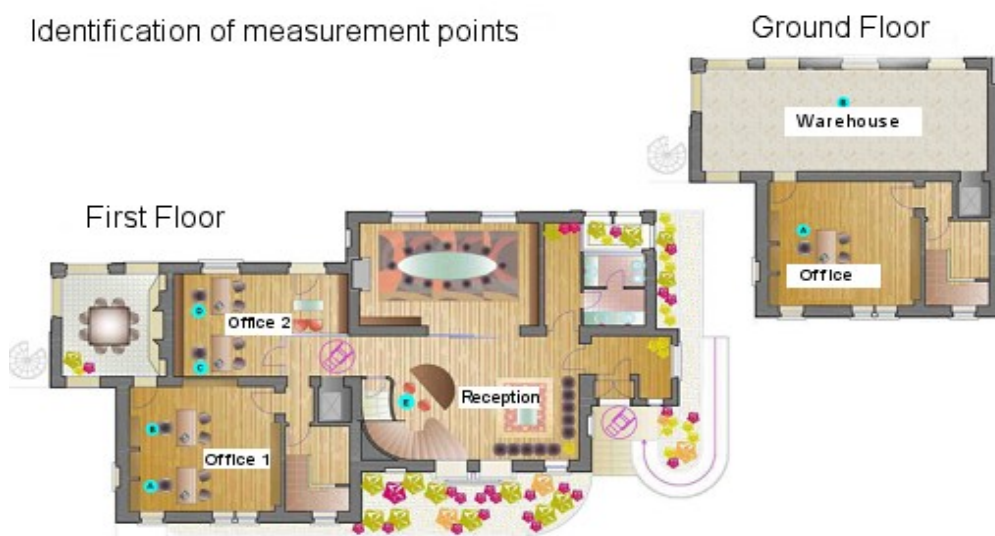 Identification of measurement points
Ground Floor
B
Warehouse
First Floor
A
Office
D
Office 2
C
E
Reception
B
Office 1
A